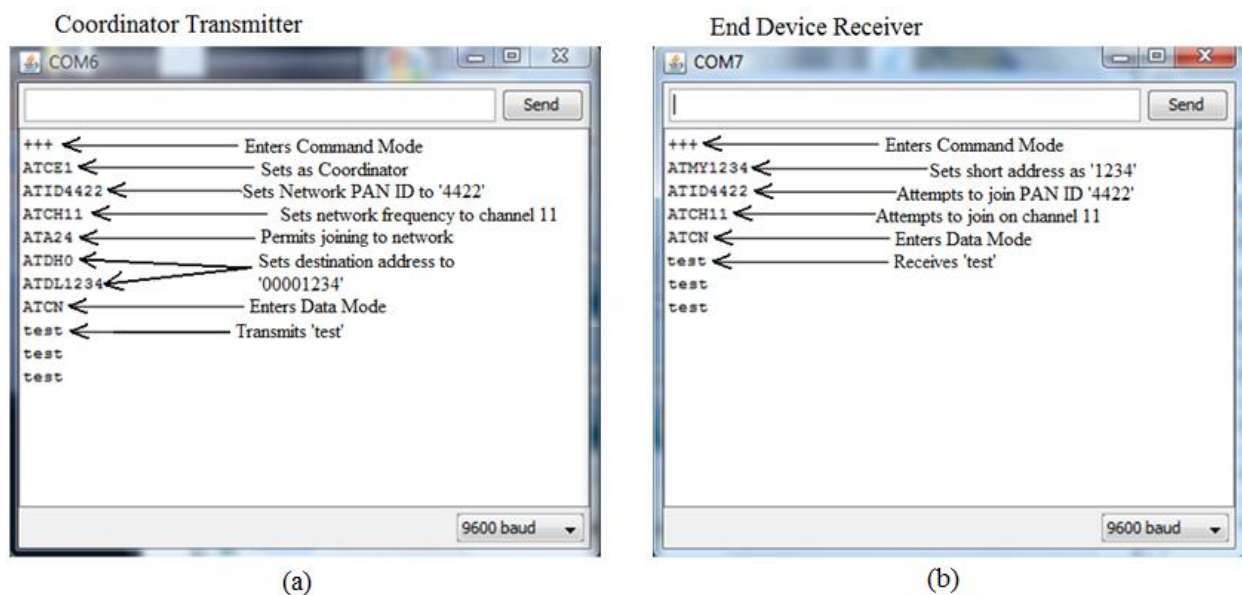 Coordinator Transmitter
COM6
Send
+++
Enters Command Mode
ATCE1
Sets as Coordinator
ATID4422
Sets Network PAN ID to '4422'
ATCH11
Sets network frequency to channel 11
ATA24
Permits joining to network
ATDH0
Sets destination address to
ATDL1234
'00001234'
ATCN
Enters Data Mode
test
Transmits 'test'
test
test
9600 baud
(a)
End Device Receiver
COM7
Send
+++
Enters Command Mode
ATMY1234
Sets short address as '1234'
ATID4422
Attempts to join PAN ID '4422'
ATCH11
Attempts to join on channel 11
ATCN
Enters Data Mode
test
Receives 'test'
test
test
9600 baud
(b)